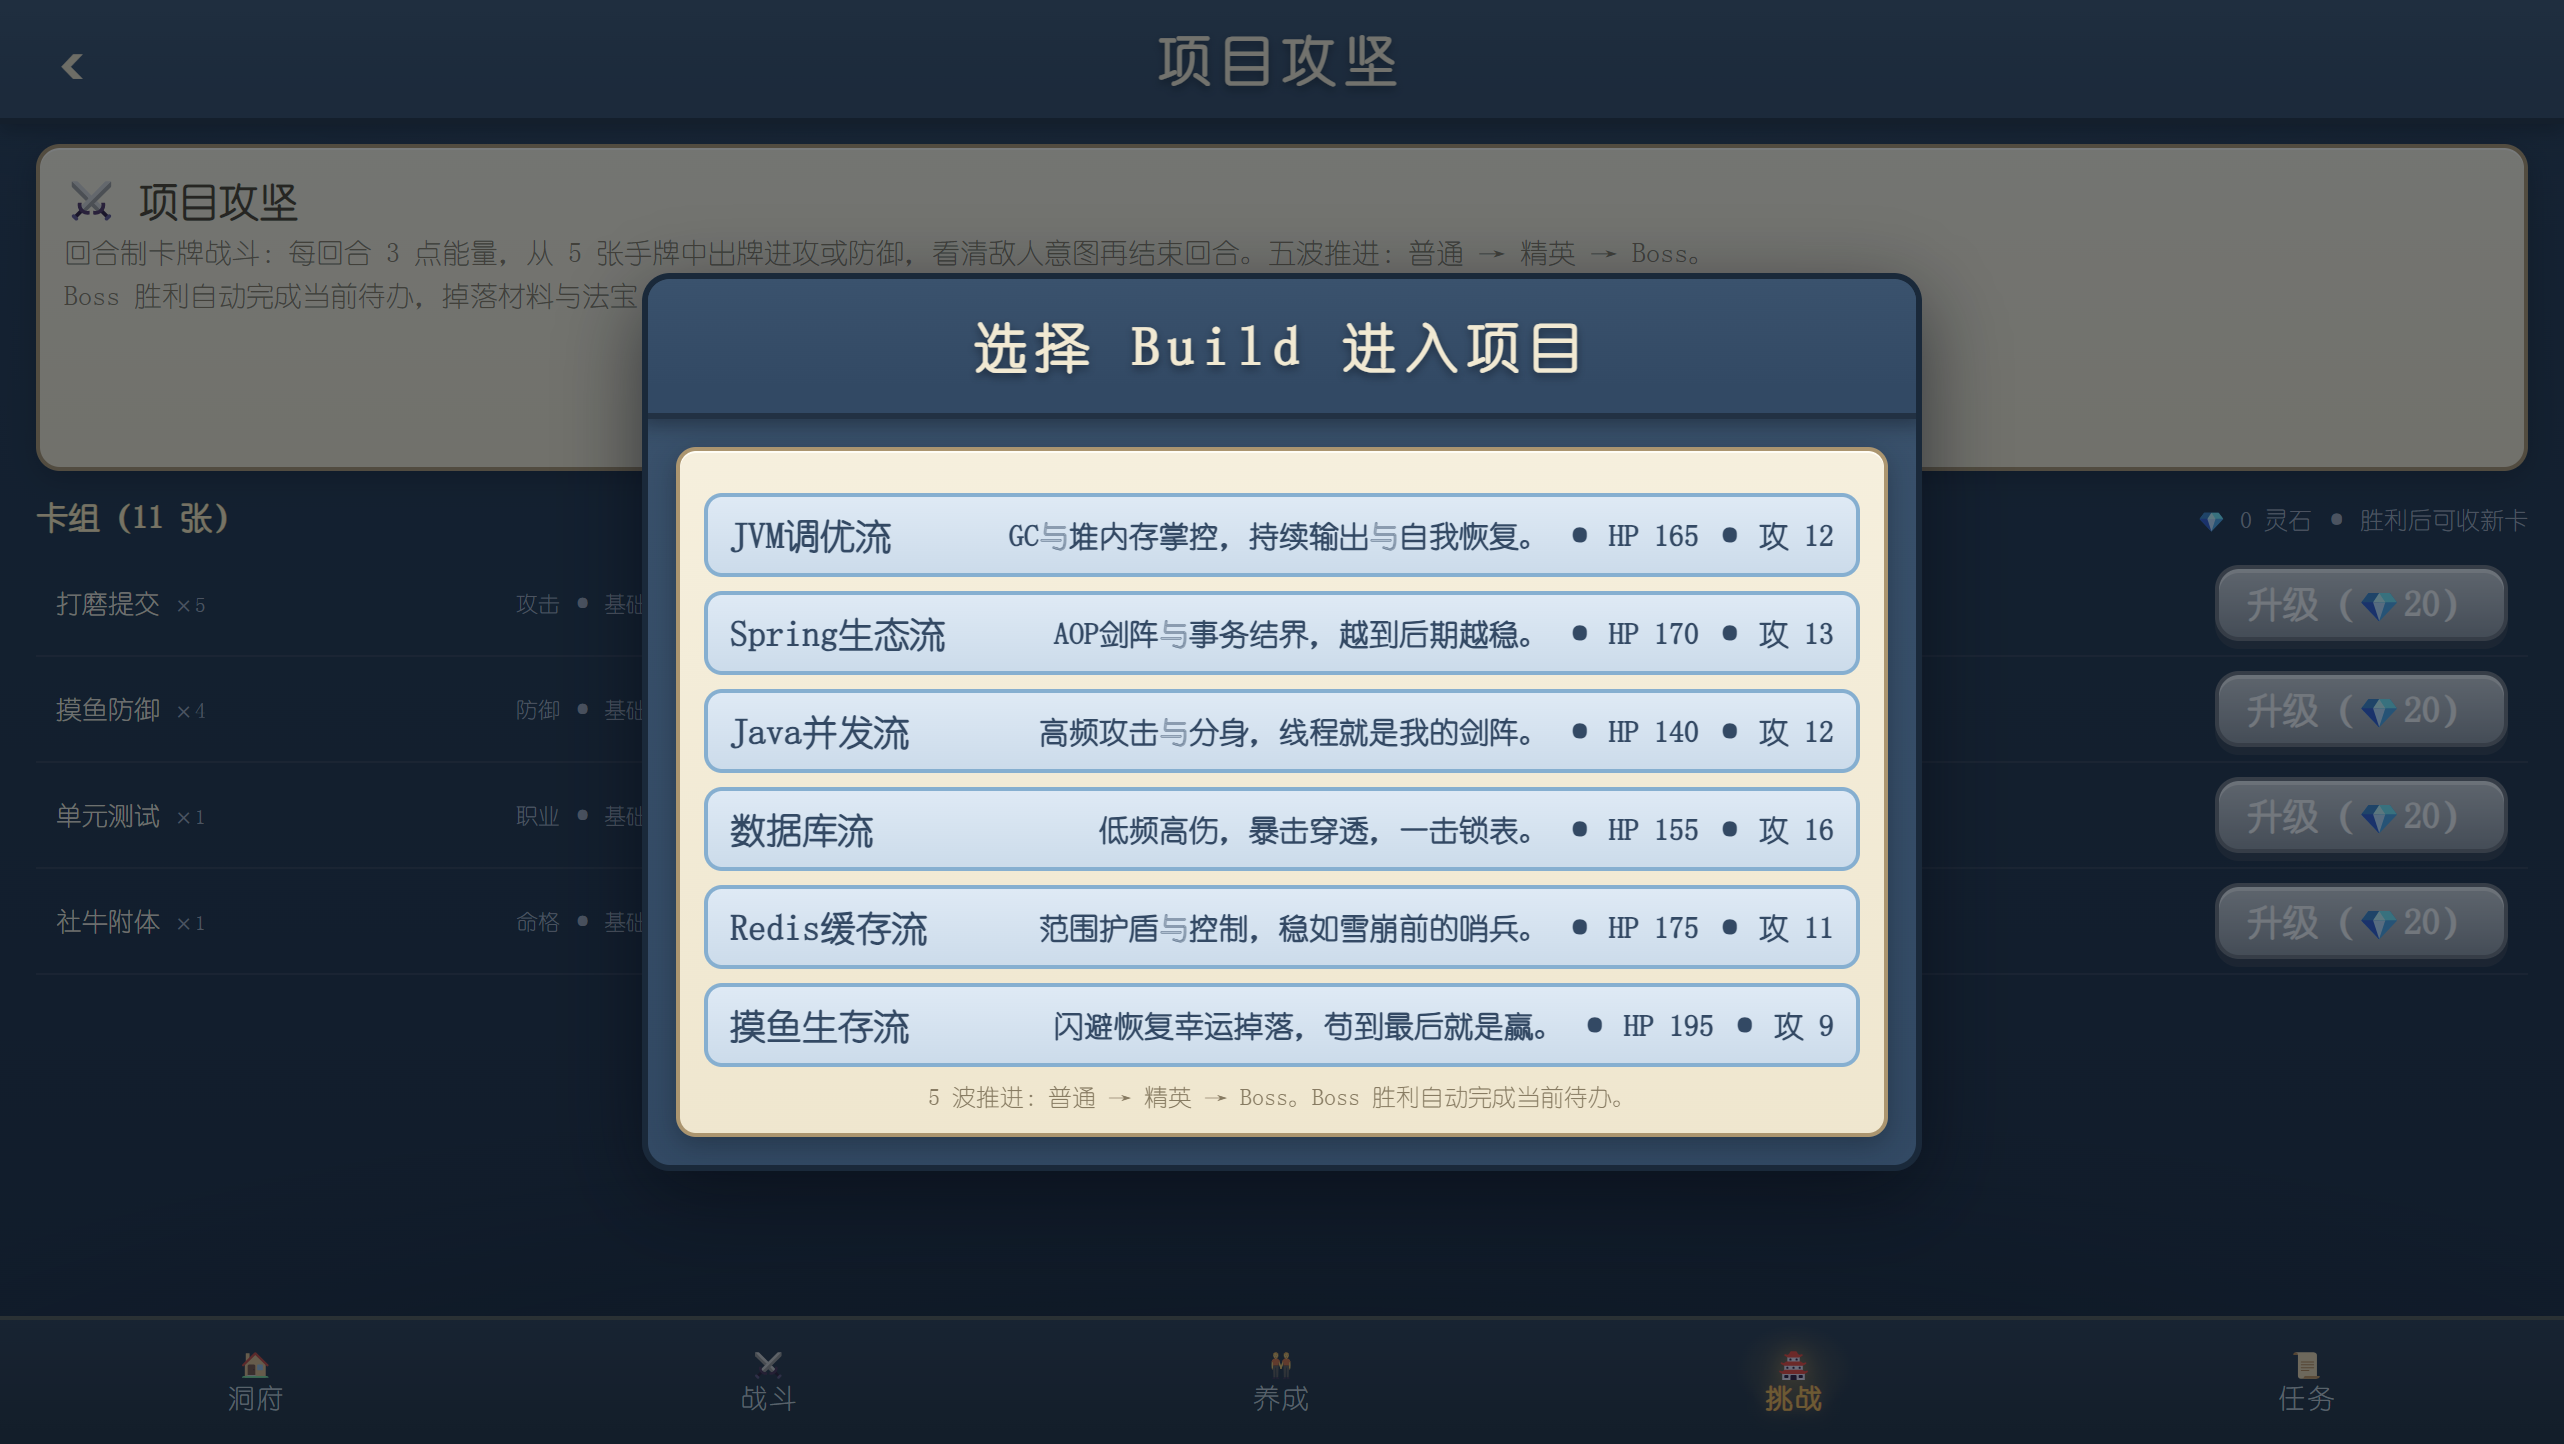 项目攻坚
项目攻坚
回合制卡牌战斗: 每回合 3 点能量, 从 5 张手牌中出牌进攻或防御, 看清敌人意图再结束回合。五波推进: 普通 → 精英 → Boss。
Boss 胜利自动完成当前待办, 掉落材料与法宝
卡组 (11 张)
0 灵石 • 胜利后可收新卡
打磨提交 ×5 攻击 • 基础 升级 (20)
摸鱼防御 ×4 防御 • 基础 升级 (20)
单元测试 ×1 职业 • 基础 升级 (20)
社牛附体 ×1 命格 • 基础 升级 (20)
选择 Build 进入项目
JVM调优流 GC与堆内存掌控, 持续输出与自我恢复。 • HP 165 • 攻 12
Spring生态流 AOP剑阵与事务结界, 越到后期越稳。 • HP 170 • 攻 13
Java并发流 高频攻击与分身, 线程就是我的剑阵。 • HP 140 • 攻 12
数据库流 低频高伤, 暴击穿透, 一击锁表。 • HP 155 • 攻 16
Redis缓存流 范围护盾与控制, 稳如雪崩前的哨兵。 • HP 175 • 攻 11
摸鱼生存流 闪避恢复幸运掉落, 苟到最后就是赢。 • HP 195 • 攻 9
5 波推进: 普通 → 精英 → Boss。Boss 胜利自动完成当前待办。
洞府 战斗 养成 挑战 任务